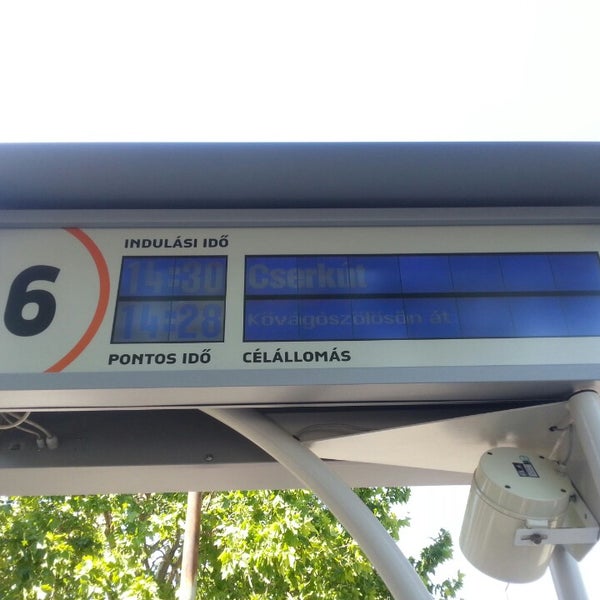 INDULÁSI IDŐ
6
14:30 Cserkút
14:28 Kővágószőlősön át
PONTOS IDŐ CÉLÁLLOMÁS